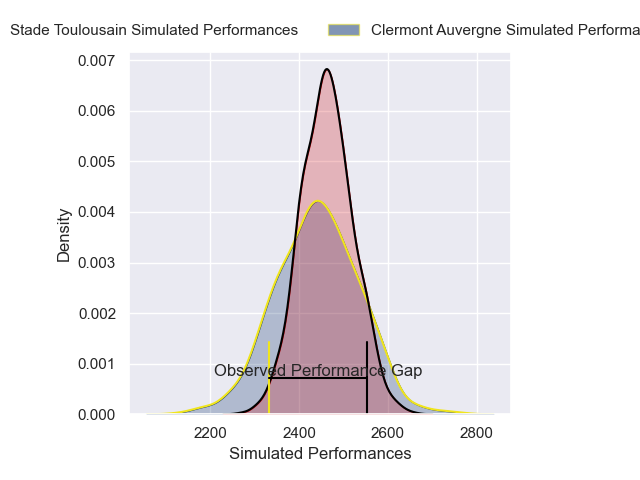 Stade Toulousain Simulated Performances
Clermont Auvergne Simulated Performa
0.007
0.006
0.005
0.004
0.003
0.002
0.001
0.000
Density
Observed Performance Gap
2200 2400 2600 2800
Simulated Performances